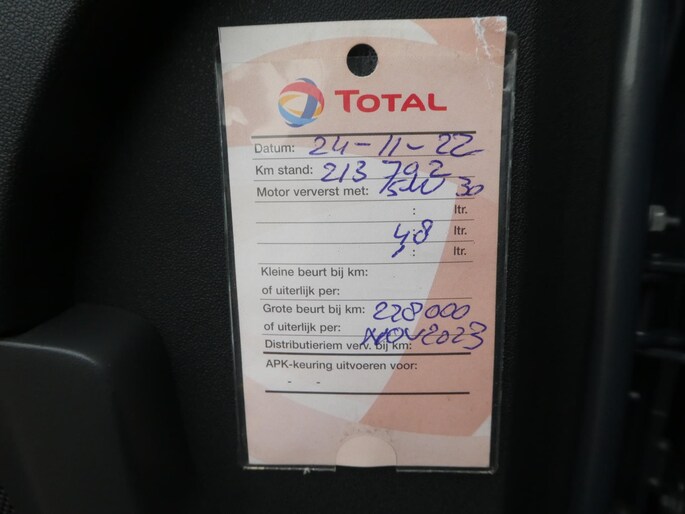 TOTAL
Datum: 24-11-22
Km stand: 213 792
Motor ververst met: 5W 30
: ltr.
4,8 ltr.
: ltr.
Kleine beurt bij km:
of uiterlijk per:
Grote beurt bij km: 228000
of uiterlijk per: NOV 2023
Distributieriem verv. bij km:
APK-keuring uitvoeren voor:
- -